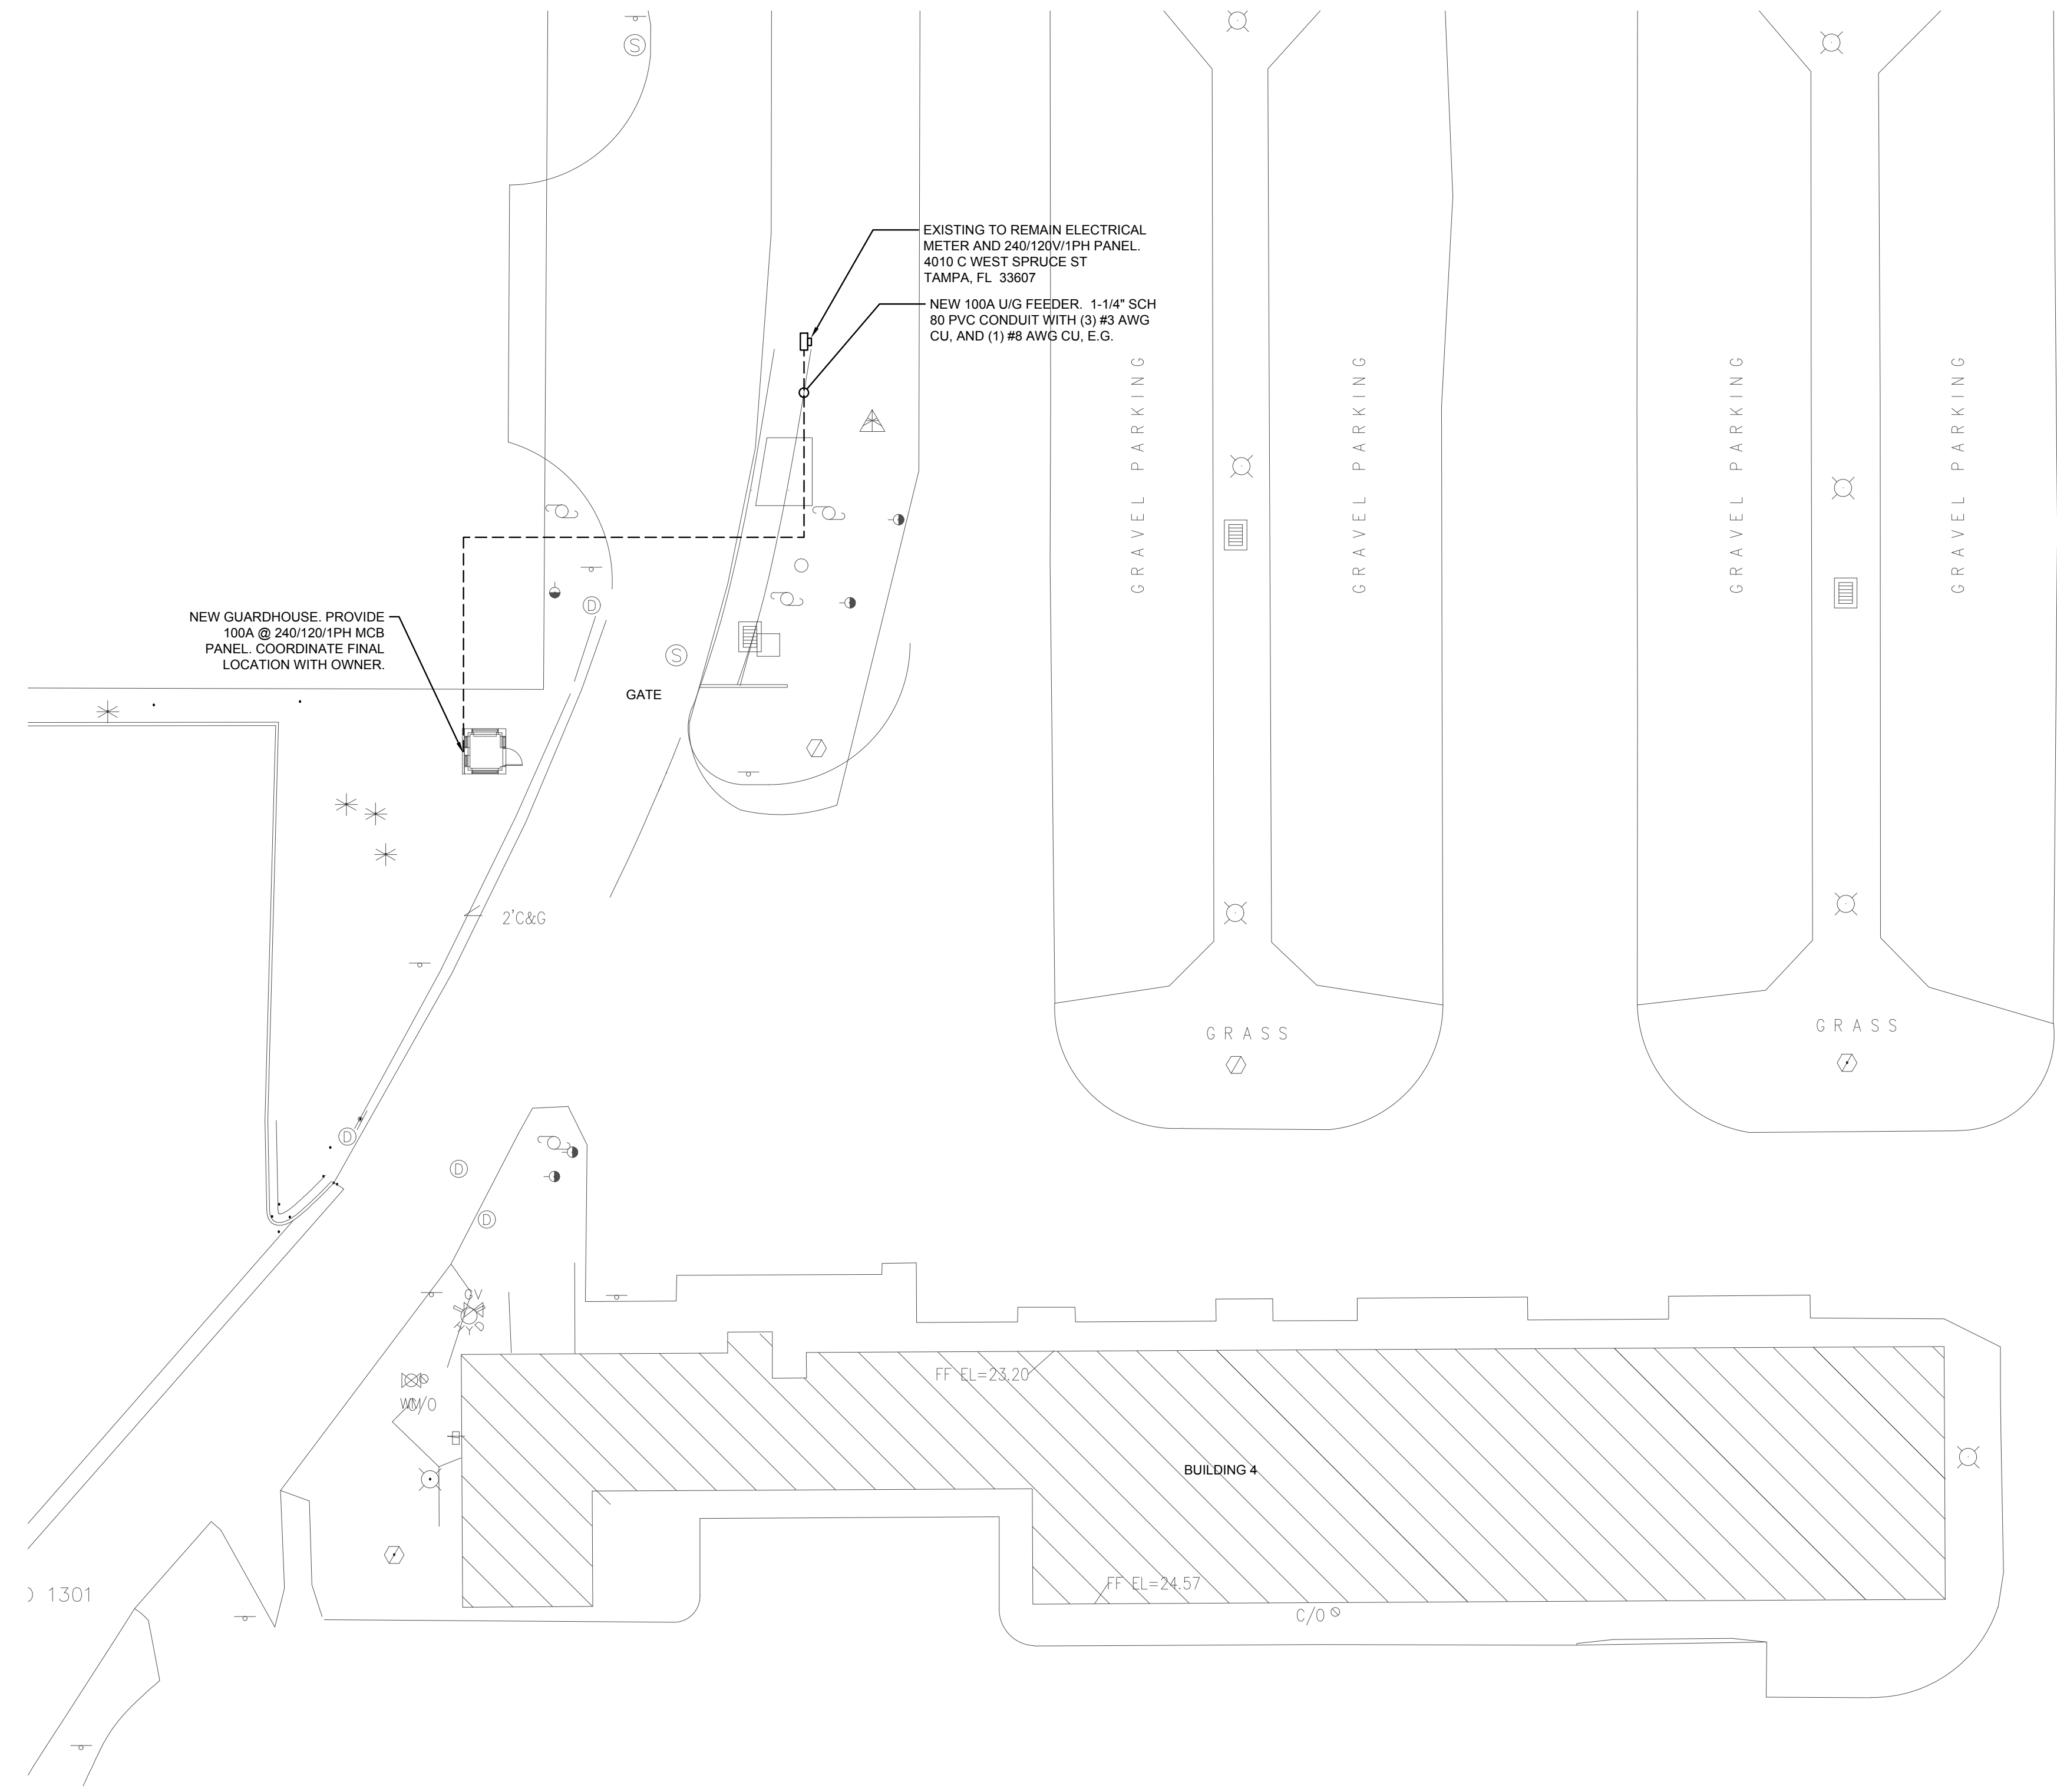 S
EXISTING TO REMAIN ELECTRICAL
METER AND 240/120V/1PH PANEL.
4010 C WEST SPRUCE ST
TAMPA, FL 33607
NEW 100A U/G FEEDER. 1-1/4" SCH
80 PVC CONDUIT WITH (3) #3 AWG
CU, AND (1) #8 AWG CU, E.G.
GRAVEL PARKING
GRAVEL PARKING
GRAVEL PARKING
GRAVEL PARKING
D
NEW GUARDHOUSE. PROVIDE
100A @ 240/120/1PH MCB
PANEL. COORDINATE FINAL
LOCATION WITH OWNER.
S
GATE
2'C&G
GRASS
GRASS
D
D
D
GV
FF EL=23.20
WM
C/O
BUILDING 4
FF EL=24.57
1301
C/O